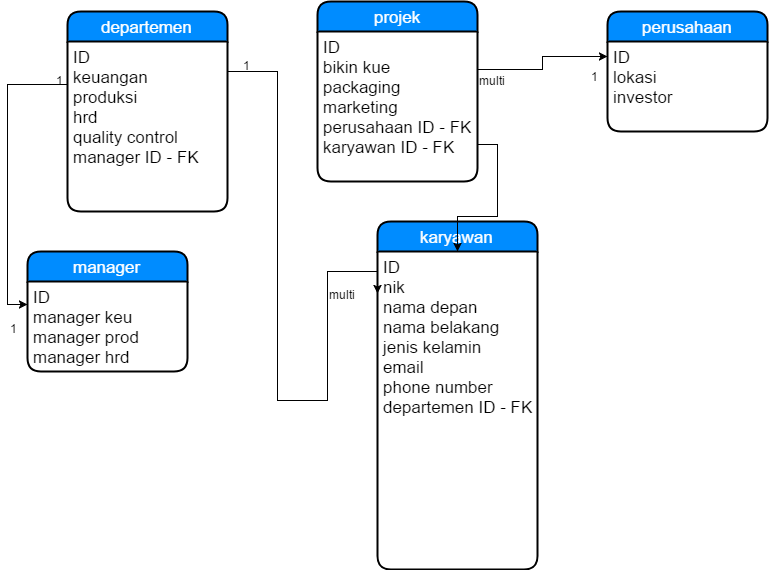 departemen
ID
keuangan
produksi
hrd
quality control
manager ID - FK
1
1
projek
ID
bikin kue
packaging
marketing
perusahaan ID - FK
karyawan ID - FK
multi
1
perusahaan
ID
lokasi
investor
manager
ID
manager keu
manager prod
manager hrd
1
multi
karyawan
ID
nik
nama depan
nama belakang
jenis kelamin
email
phone number
departemen ID - FK